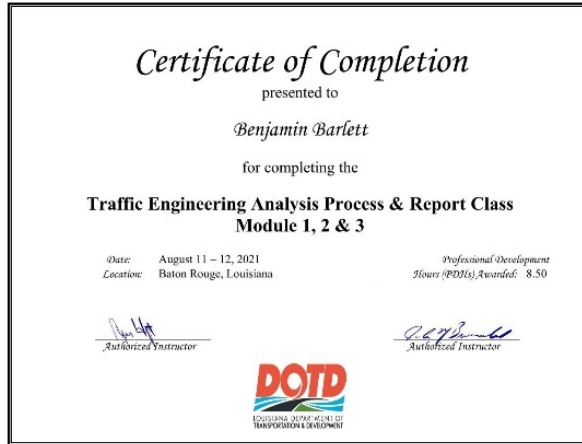 Certificate of Completion
presented to
Benjamin Barlett
for completing the
Traffic Engineering Analysis Process & Report Class
Module 1, 2 & 3
Date: August 11 – 12, 2021
Location: Baton Rouge, Louisiana
Professional Development
Hours (PDHs) Awarded: 8.50
Authorized Instructor
Authorized Instructor
DOTD
LOUISIANA DEPARTMENT OF
TRANSPORTATION & DEVELOPMENT